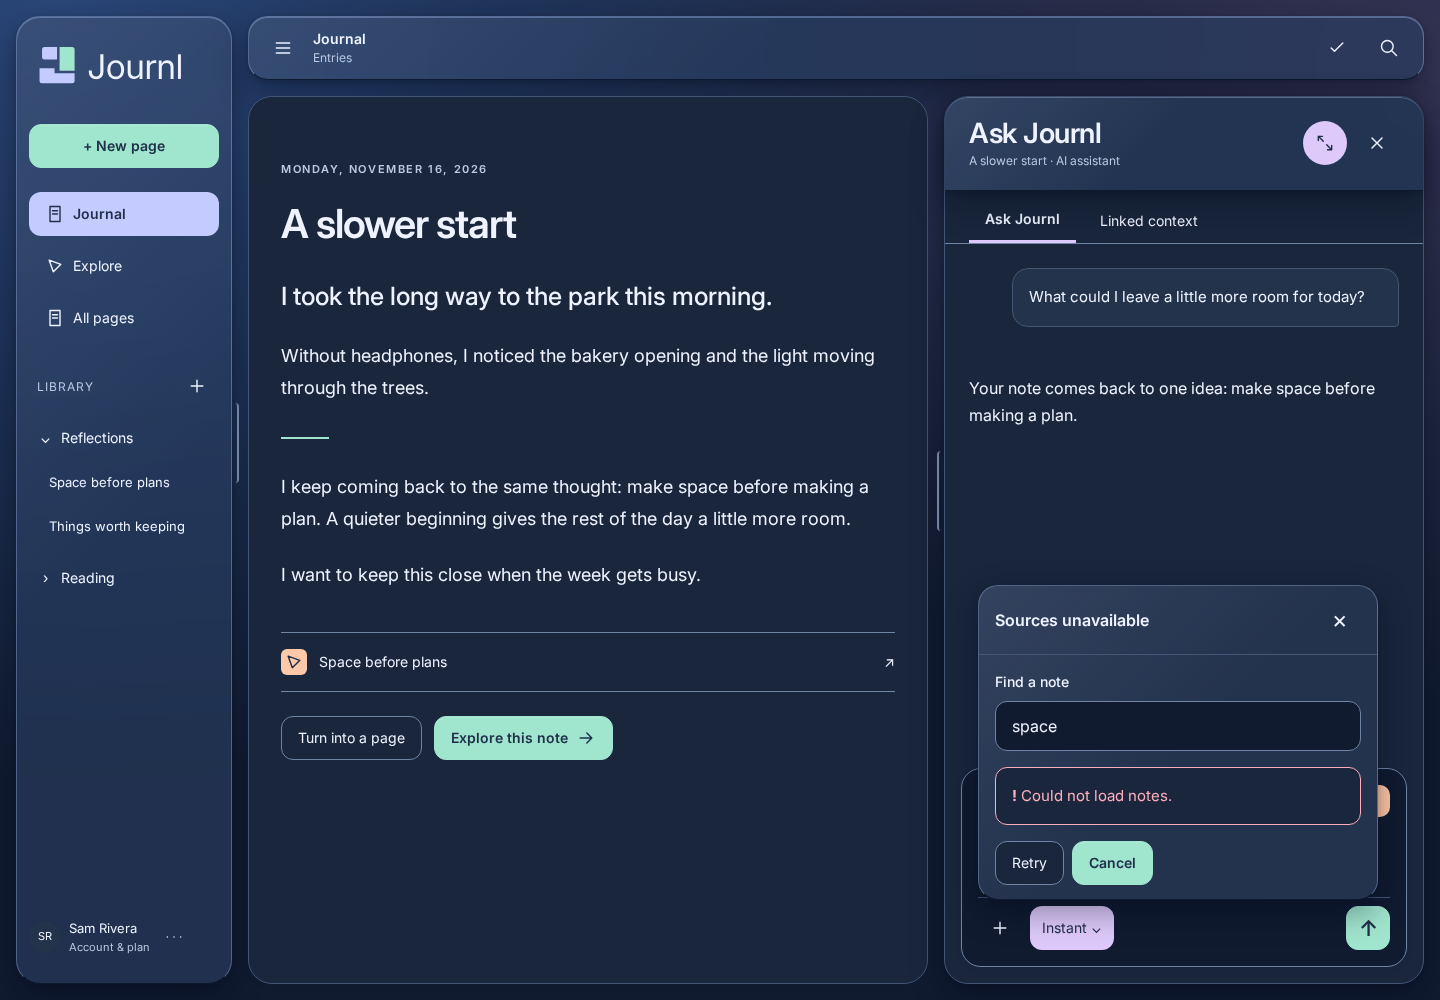 Journl
+ New page
Journal
Explore
All pages
LIBRARY
Reflections
Space before plans
Things worth keeping
Reading
SR
Sam Rivera
Account & plan
...
Journal
Entries
MONDAY, NOVEMBER 16, 2026
A slower start
I took the long way to the park this morning.
Without headphones, I noticed the bakery opening and the light moving
through the trees.
I keep coming back to the same thought: make space before making a
plan. A quieter beginning gives the rest of the day a little more room.
I want to keep this close when the week gets busy.
Space before plans
Turn into a page
Explore this note
Ask Journl
A slower start · AI assistant
Ask Journl
Linked context
What could I leave a little more room for today?
Your note comes back to one idea: make space before
making a plan.
Sources unavailable
Find a note
space
! Could not load notes.
Retry
Cancel
Instant